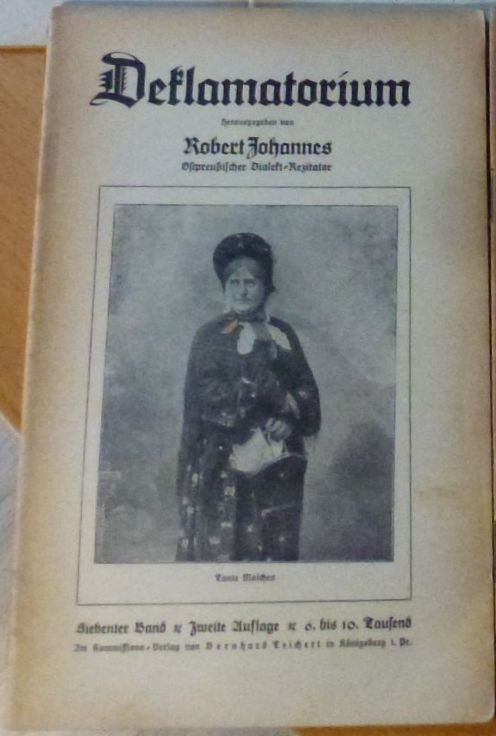 Deklamatorium
Herausgegeben von
Robert Johannes
Ostpreußischer Dialekt-Rezitator
Tante Malchen
Siebenter Band Zweite Auflage 6. bis 10. Tausend
Im Kommissions-Verlag von Bernhard Teichert in Königsberg i. Pr.